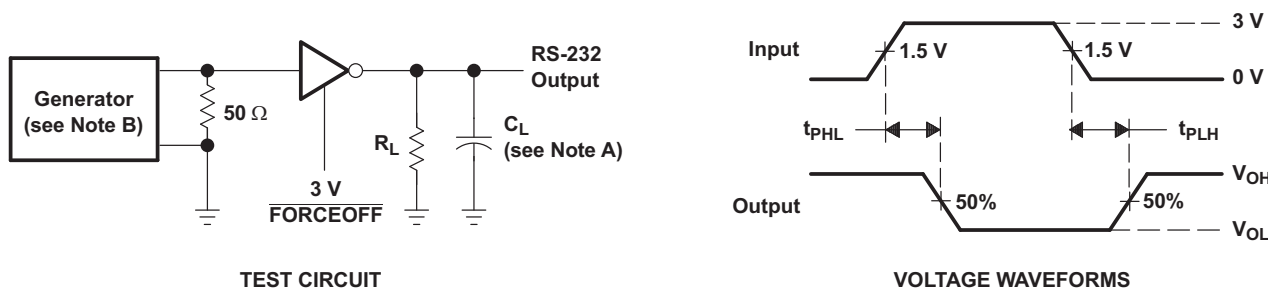 Generator
(see Note B)
50 Ω
3 V
FORCEOFF
RS-232
Output
R_L
C_L
(see Note A)
TEST CIRCUIT
Input
1.5 V
1.5 V
3 V
0 V
t_PHL
t_PLH
Output
50%
50%
V_OH
V_OL
VOLTAGE WAVEFORMS